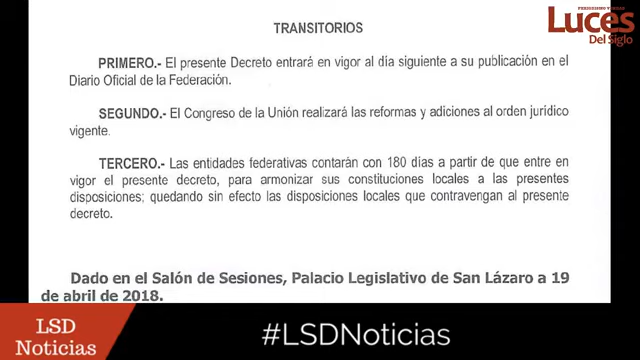 PERIODISMO Y IDEAS
Luces
Del Siglo
TRANSITORIOS
PRIMERO.- El presente Decreto entrará en vigor al día siguiente a su publicación en el
Diario Oficial de la Federación.
SEGUNDO.- El Congreso de la Unión realizará las reformas y adiciones al orden jurídico
vigente.
TERCERO.- Las entidades federativas contarán con 180 días a partir de que entre en
vigor el presente decreto, para armonizar sus constituciones locales a las presentes
disposiciones; quedando sin efecto las disposiciones locales que contravengan al presente
decreto.
Dado en el Salón de Sesiones, Palacio Legislativo de San Lázaro a 19
de abril de 2018.
LSD
Noticias
#LSDNoticias